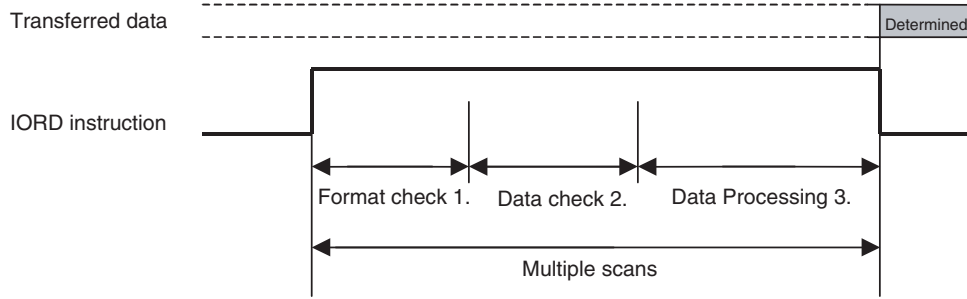 Transferred data
Determined
IORD instruction
Format check 1.
Data check 2.
Data Processing 3.
Multiple scans